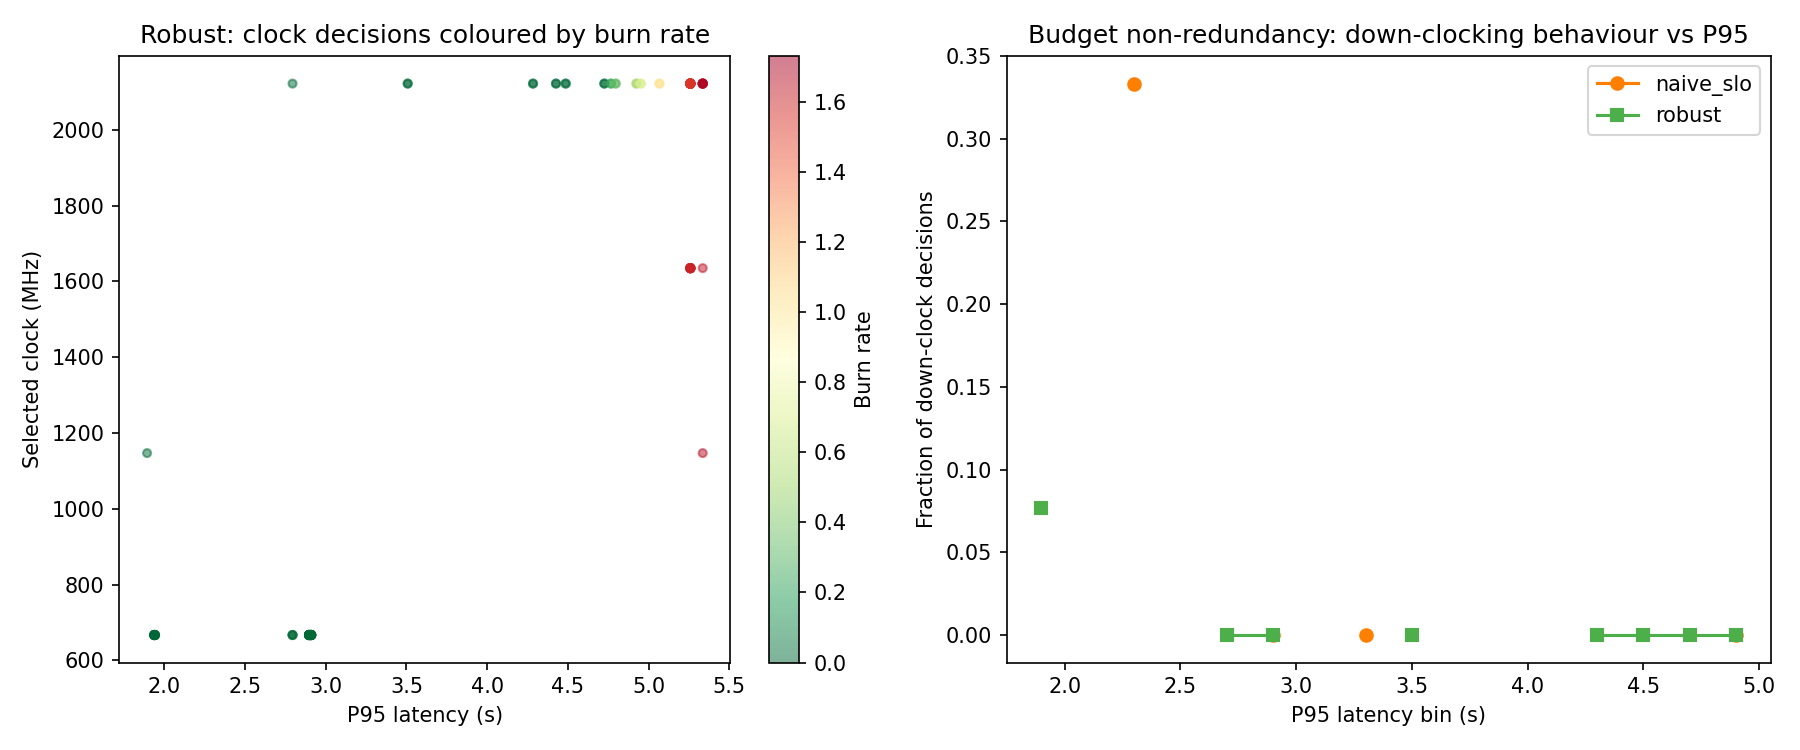 Robust: clock decisions coloured by burn rate
Selected clock (MHz)
2000
1800
1600
1400
1200
1000
800
600
2.0 2.5 3.0 3.5 4.0 4.5 5.0 5.5
P95 latency (s)
1.6
1.4
1.2
1.0
0.8
0.6
0.4
0.2
0.0
Burn rate
Budget non-redundancy: down-clocking behaviour vs P95
naive_slo
robust
Fraction of down-clock decisions
0.35
0.30
0.25
0.20
0.15
0.10
0.05
0.00
2.0 2.5 3.0 3.5 4.0 4.5 5.0
P95 latency bin (s)